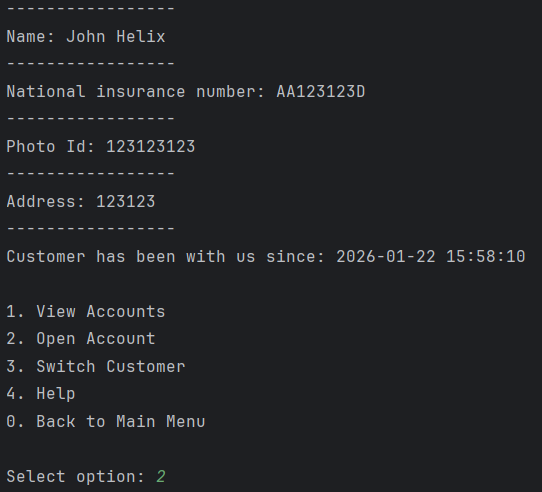 -----------------
Name: John Helix
-----------------
National insurance number: AA123123D
-----------------
Photo Id: 123123123
-----------------
Address: 123123
-----------------
Customer has been with us since: 2026-01-22 15:58:10
1. View Accounts
2. Open Account
3. Switch Customer
4. Help
0. Back to Main Menu
Select option: 2